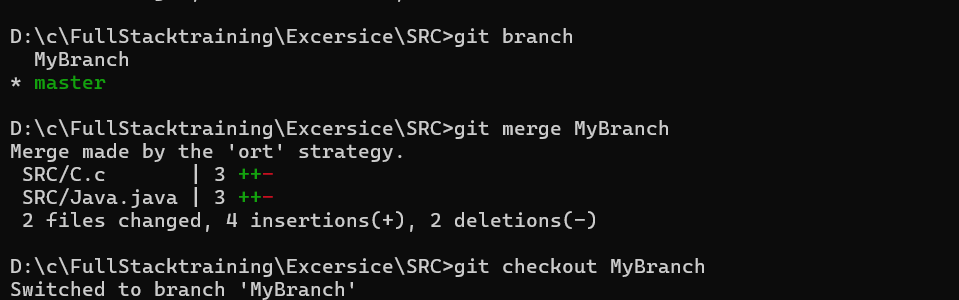 D:\c\FullStacktraining\Excersice\SRC>git branch
  MyBranch
* master
D:\c\FullStacktraining\Excersice\SRC>git merge MyBranch
Merge made by the 'ort' strategy.
 SRC/C.c       | 3 ++-
 SRC/Java.java | 3 ++-
 2 files changed, 4 insertions(+), 2 deletions(-)
D:\c\FullStacktraining\Excersice\SRC>git checkout MyBranch
Switched to branch 'MyBranch'